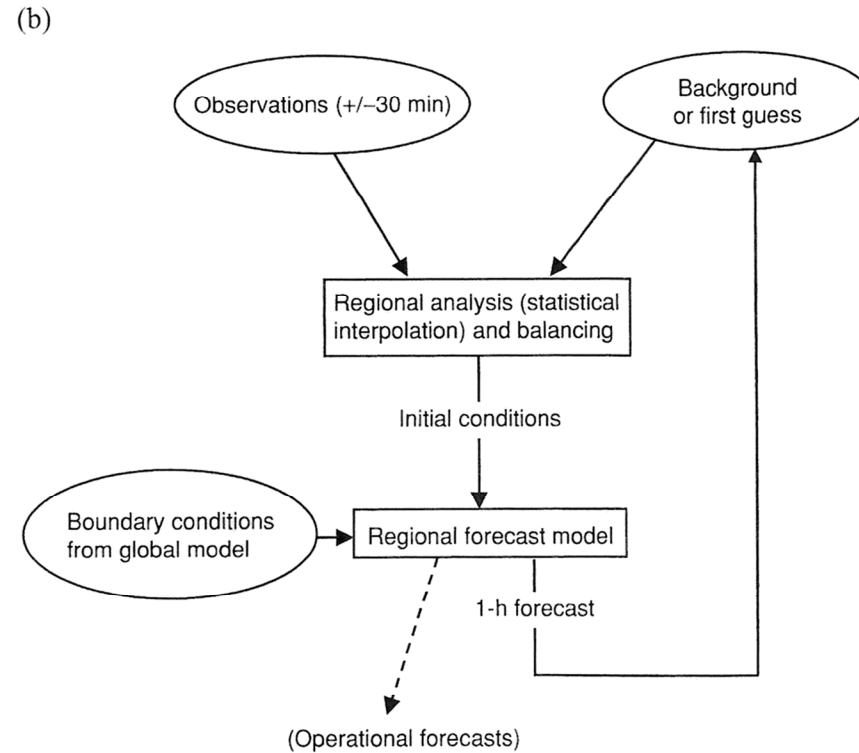 (b)
Observations (+/−30 min)
Background
or first guess
Regional analysis (statistical
interpolation) and balancing
Initial conditions
Boundary conditions
from global model
Regional forecast model
1-h forecast
(Operational forecasts)